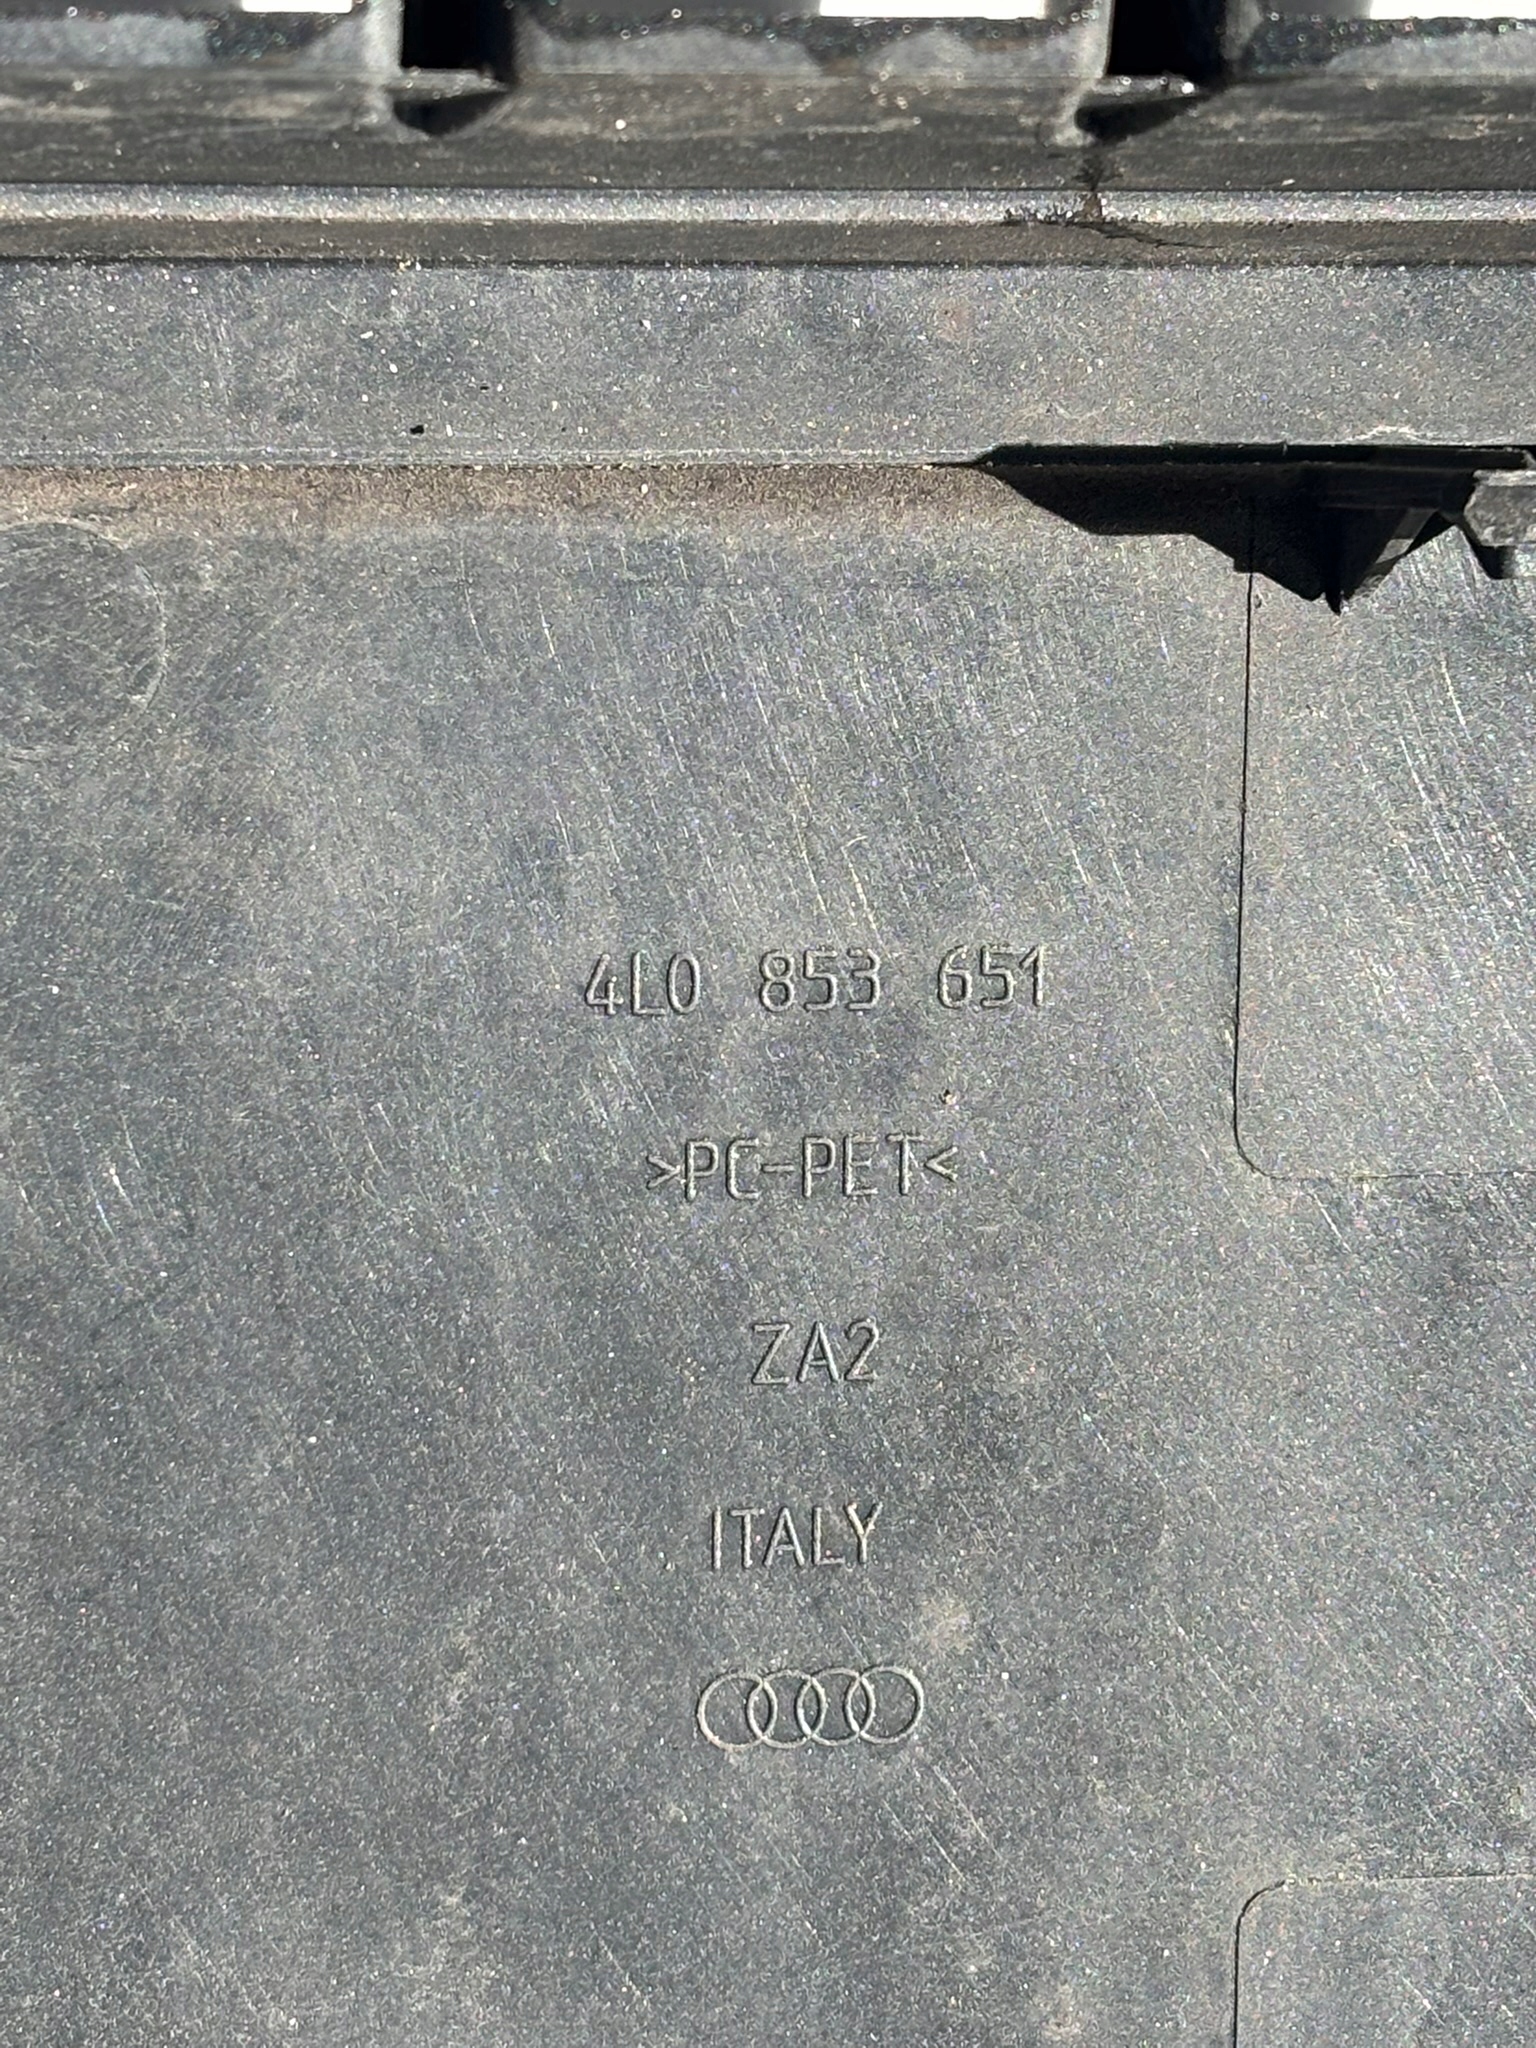 4L0 853 651
>PC-PET<
ZA2
ITALY